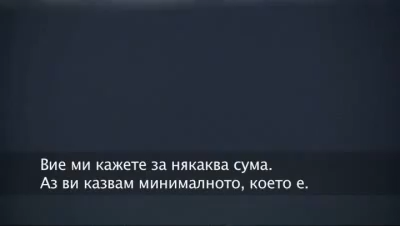 Вие ми кажете за някаква сума.
Аз ви казвам минималното, което е.